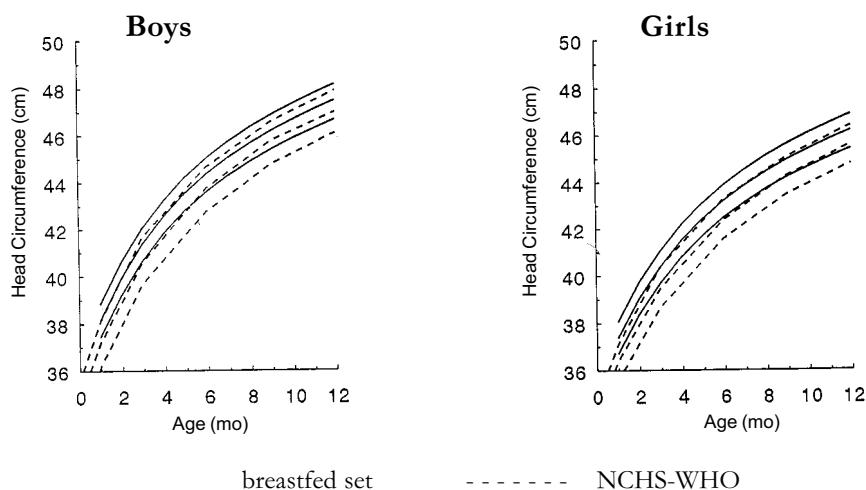 Boys
Girls
Head Circumference (cm)
50
48
46
44
42
40
38
36
0 2 4 6 8 10 12
Age (mo)
Head Circumference (cm)
50
48
46
44
42
40
38
36
0 2 4 6 8 10 12
Age (mo)
breastfed set ------- NCHS-WHO